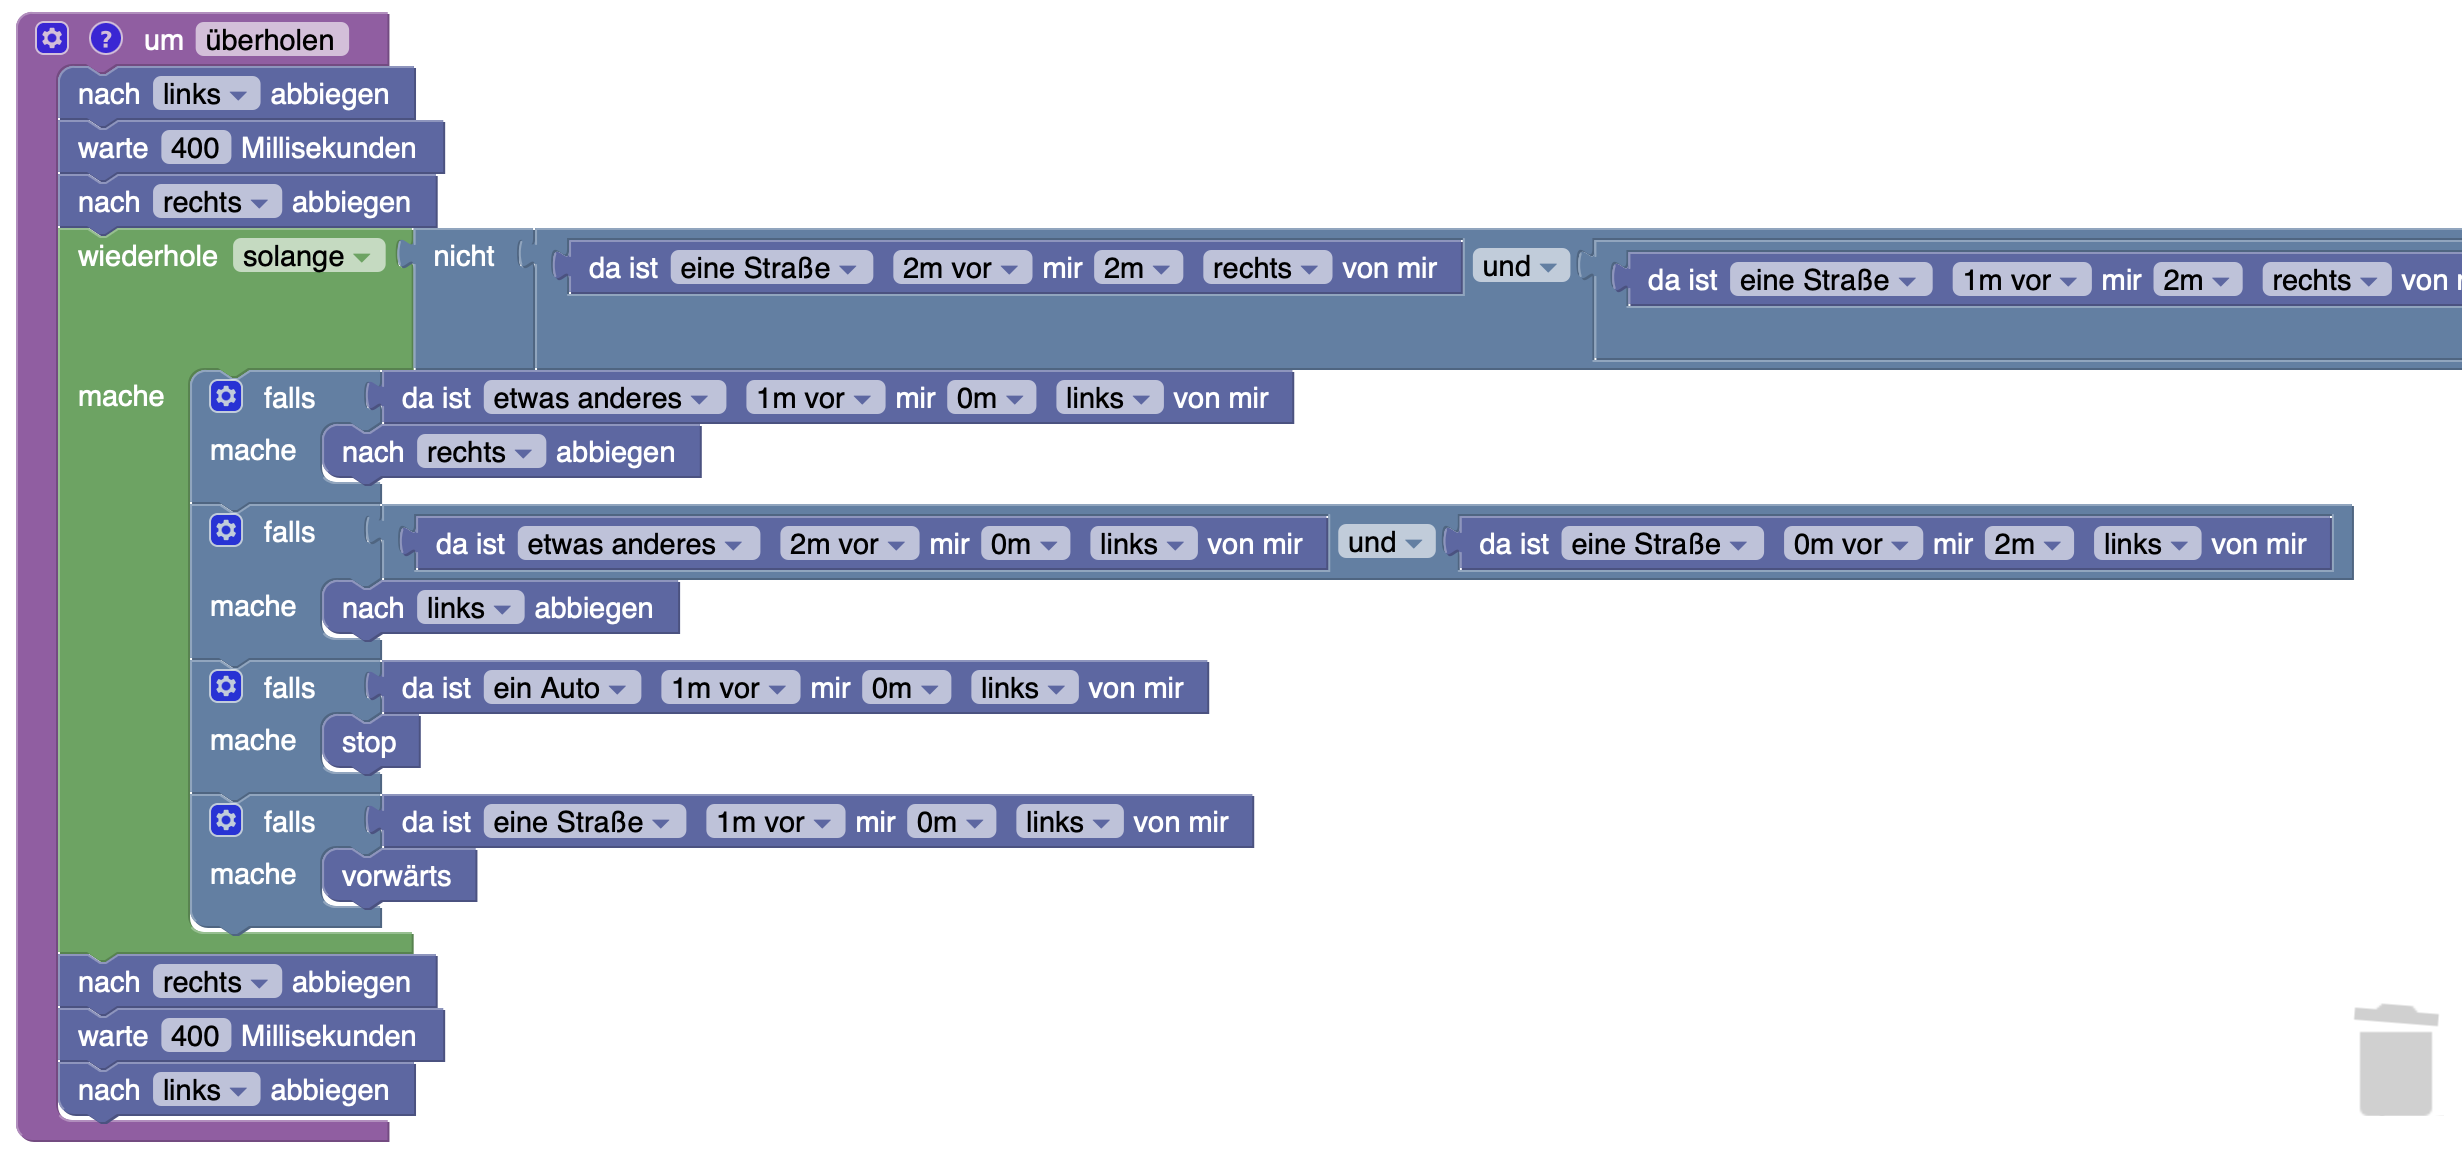 ? um überholen
nach links abbiegen
warte 400 Millisekunden
nach rechts abbiegen
wiederhole solange nicht da ist eine Straße 2m vor mir 2m rechts von mir und da ist eine Straße 1m vor mir 2m rechts von
mache falls da ist etwas anderes 1m vor mir 0m links von mir
mache nach rechts abbiegen
falls da ist etwas anderes 2m vor mir 0m links von mir und da ist eine Straße 0m vor mir 2m links von mir
mache nach links abbiegen
falls da ist ein Auto 1m vor mir 0m links von mir
mache stop
falls da ist eine Straße 1m vor mir 0m links von mir
mache vorwärts
nach rechts abbiegen
warte 400 Millisekunden
nach links abbiegen